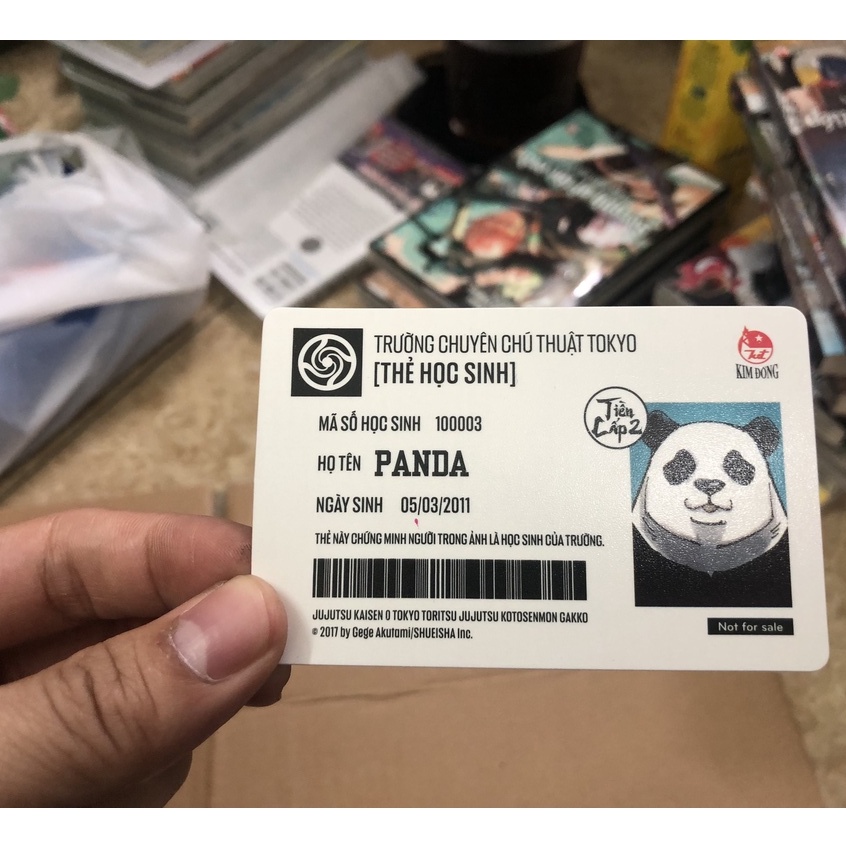 TRƯỜNG CHUYÊN CHÚ THUẬT TOKYO
[THẺ HỌC SINH]
KIM ĐỒNG
MÃ SỐ HỌC SINH 100003
Tiền
Cấp 2
HỌ TÊN PANDA
NGÀY SINH 05/03/2011
THẺ NÀY CHỨNG MINH NGƯỜI TRONG ẢNH LÀ HỌC SINH CỦA TRƯỜNG.
JUJUTSU KAISEN 0 TOKYO TORITSU JUJUTSU KOTOSENMON GAKKO
© 2017 by Gege Akutami/SHUEISHA Inc.
Not for sale